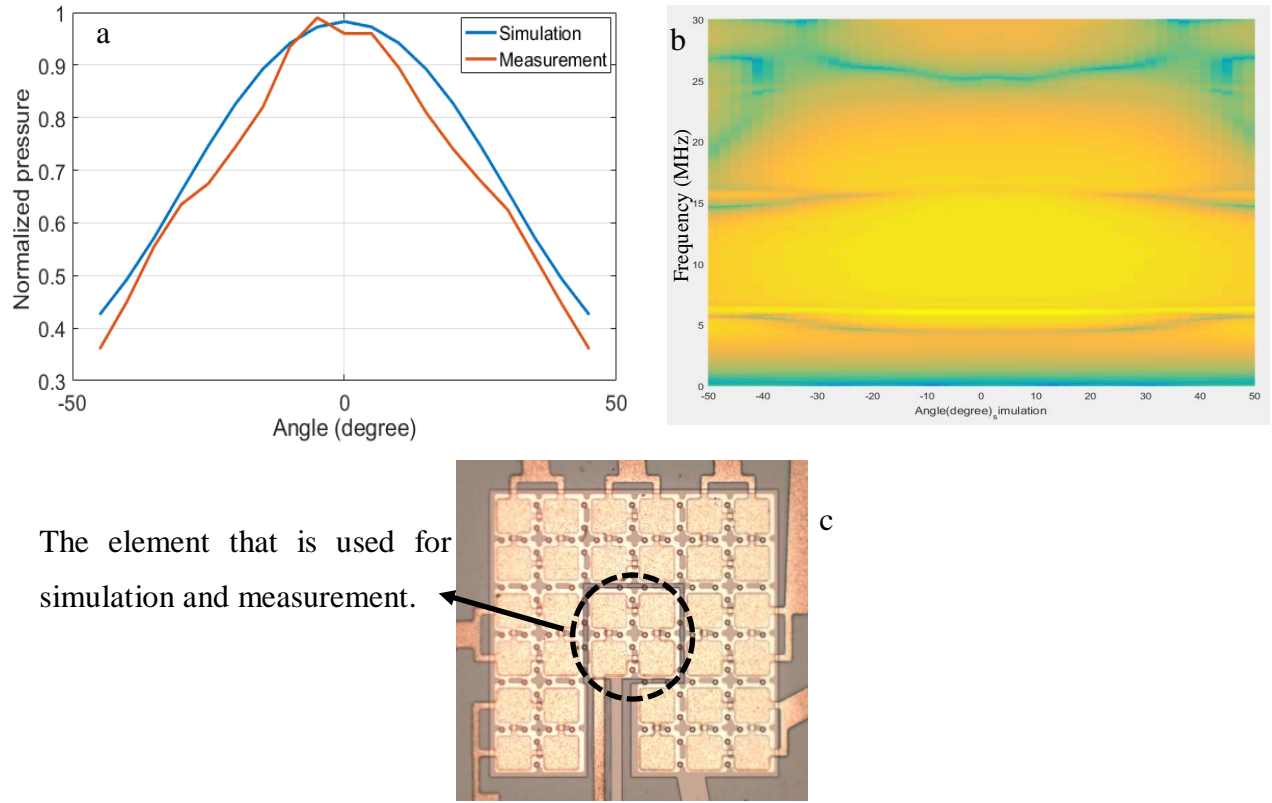 a
Simulation
Measurement
1
0.9
0.8
0.7
0.6
0.5
0.4
0.3
-50 0 50
Normalized pressure
Angle (degree)
b
30
25
20
15
10
5
0
-50 -40 -30 -20 -10 0 10 20 30 40 50
Frequency (MHz)
Angle(degree)_simulation
The element that is used for
simulation and measurement.
c